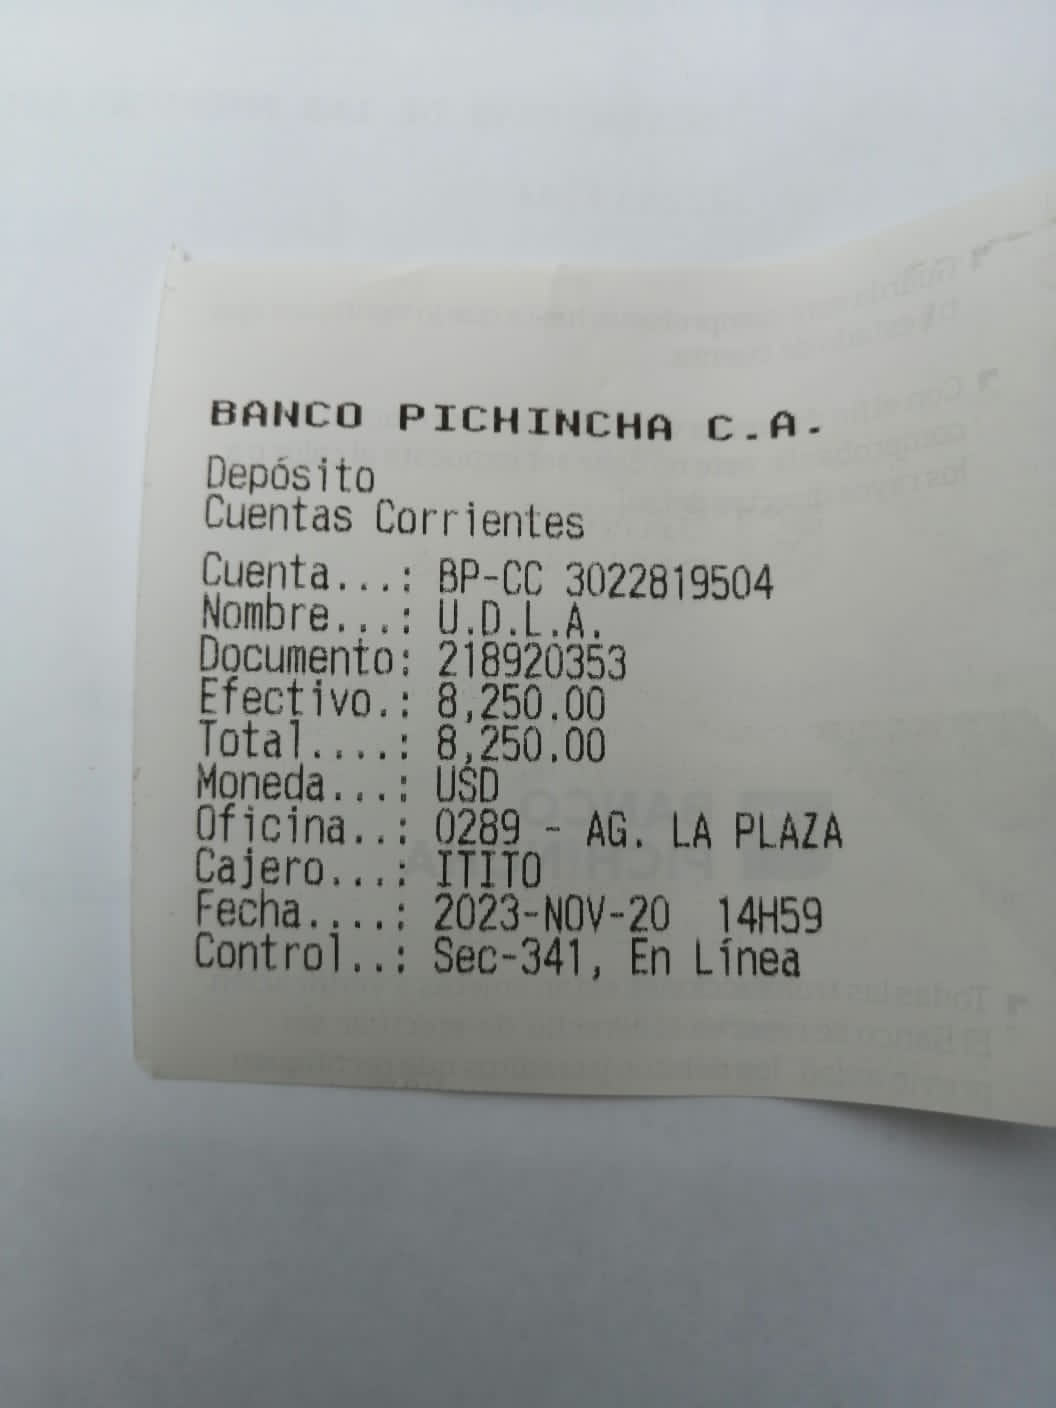 BANCO PICHINCHA C.A.
Depósito
Cuentas Corrientes
Cuenta...: BP-CC 3022819504
Nombre...: U.D.L.A.
Documento: 218920353
Efectivo.: 8,250.00
Total....: 8,250.00
Moneda...: USD
Oficina..: 0289 - AG. LA PLAZA
Cajero...: ITITO
Fecha....: 2023-NOV-20 14H59
Control..: Sec-341, En Línea